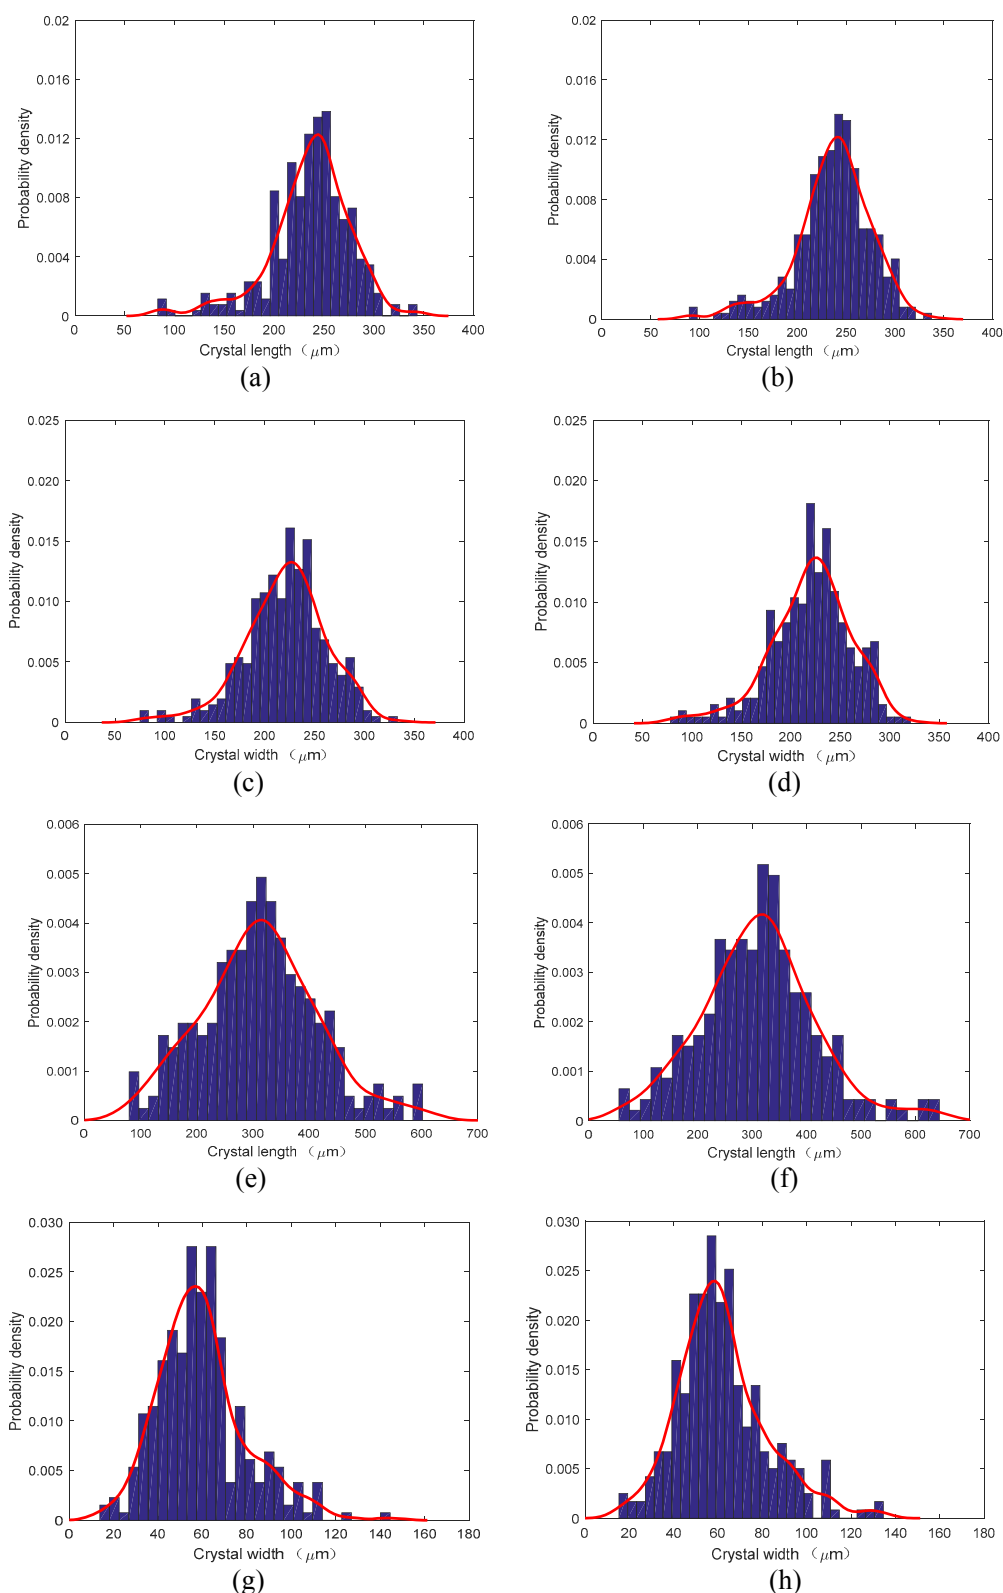 0.02
0.016
0.012
0.008
0.004
0
Probability density
0 50 100 150 200 250 300 350 400
Crystal length (μm)
(a)
0.02
0.016
0.012
0.008
0.004
0
Probability density
0 50 100 150 200 250 300 350 400
Crystal length (μm)
(b)
0.025
0.020
0.015
0.010
0.005
0
Probability density
0 50 100 150 200 250 300 350 400
Crystal width (μm)
(c)
0.025
0.020
0.015
0.010
0.005
0
Probability density
0 50 100 150 200 250 300 350 400
Crystal width (μm)
(d)
0.006
0.005
0.004
0.003
0.002
0.001
0
Probability density
0 100 200 300 400 500 600 700
Crystal length (μm)
(e)
0.006
0.005
0.004
0.003
0.002
0.001
0
Probability density
0 100 200 300 400 500 600 700
Crystal length (μm)
(f)
0.030
0.025
0.020
0.015
0.010
0.005
0
Probability density
0 20 40 60 80 100 120 140 160 180
Crystal width (μm)
(g)
0.030
0.025
0.020
0.015
0.010
0.005
0
Probability density
0 20 40 60 80 100 120 140 160 180
Crystal width (μm)
(h)